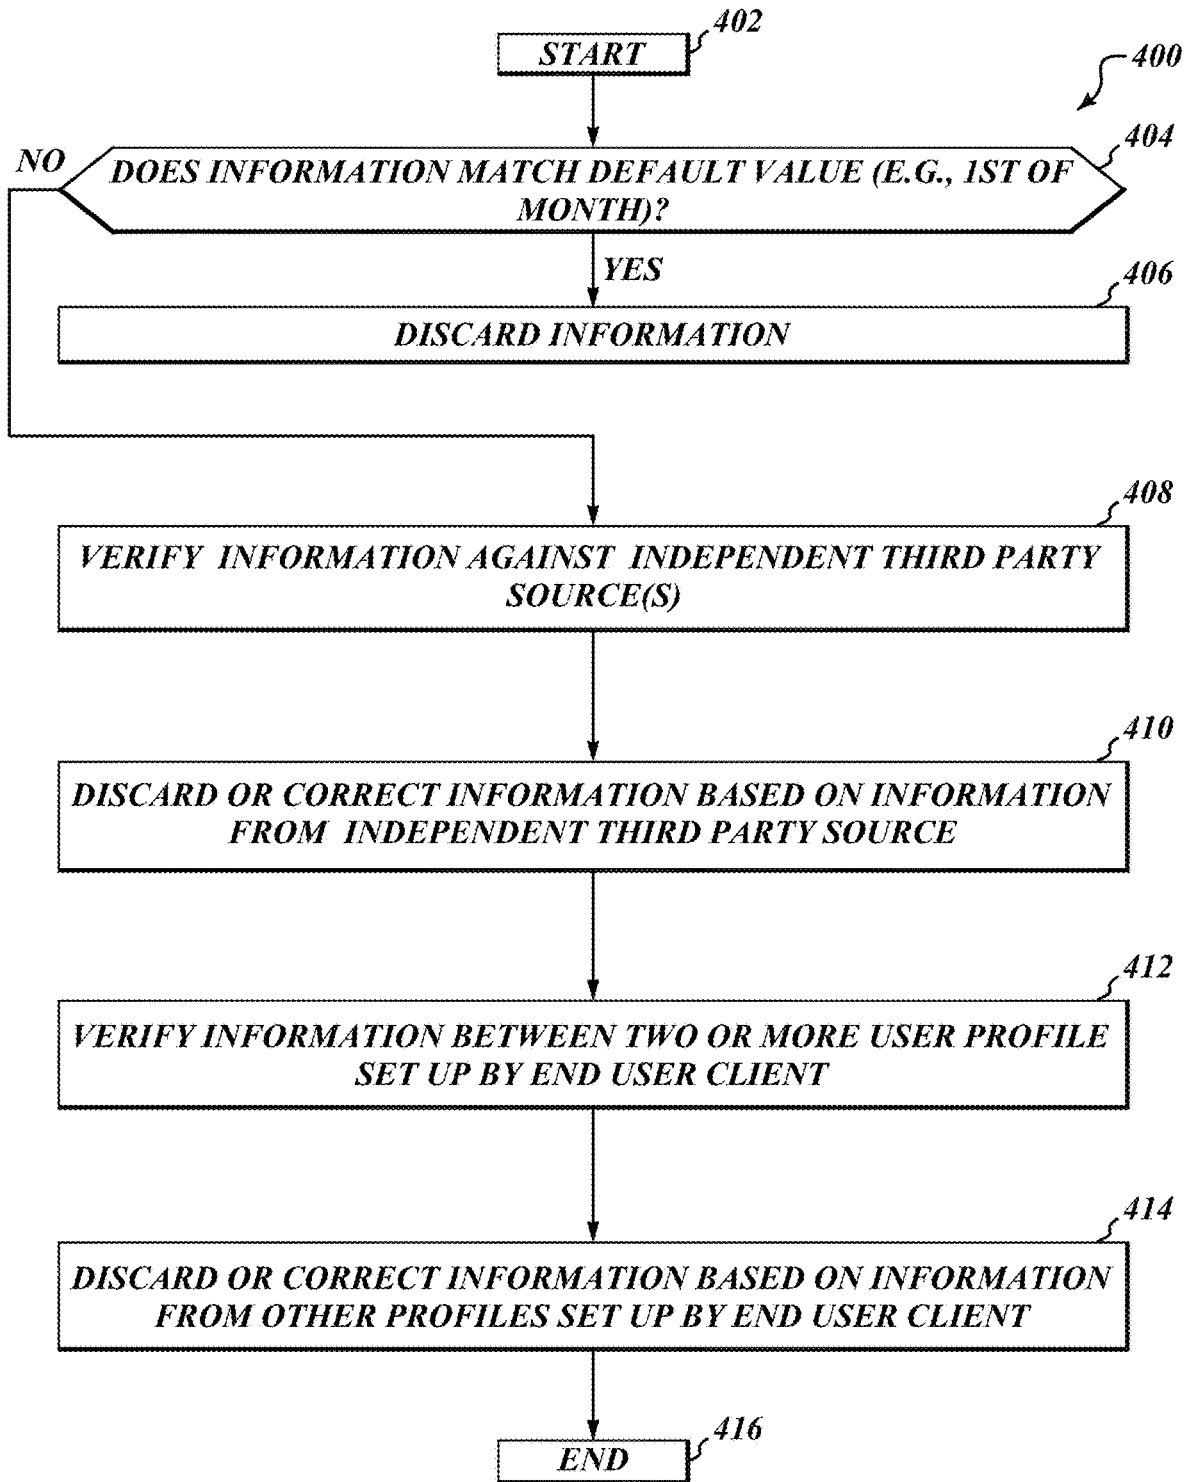 402
START
400
404
NO
DOES INFORMATION MATCH DEFAULT VALUE (E.G., 1ST OF
MONTH)?
YES
406
DISCARD INFORMATION
408
VERIFY INFORMATION AGAINST INDEPENDENT THIRD PARTY
SOURCE(S)
410
DISCARD OR CORRECT INFORMATION BASED ON INFORMATION
FROM INDEPENDENT THIRD PARTY SOURCE
412
VERIFY INFORMATION BETWEEN TWO OR MORE USER PROFILE
SET UP BY END USER CLIENT
414
DISCARD OR CORRECT INFORMATION BASED ON INFORMATION
FROM OTHER PROFILES SET UP BY END USER CLIENT
416
END